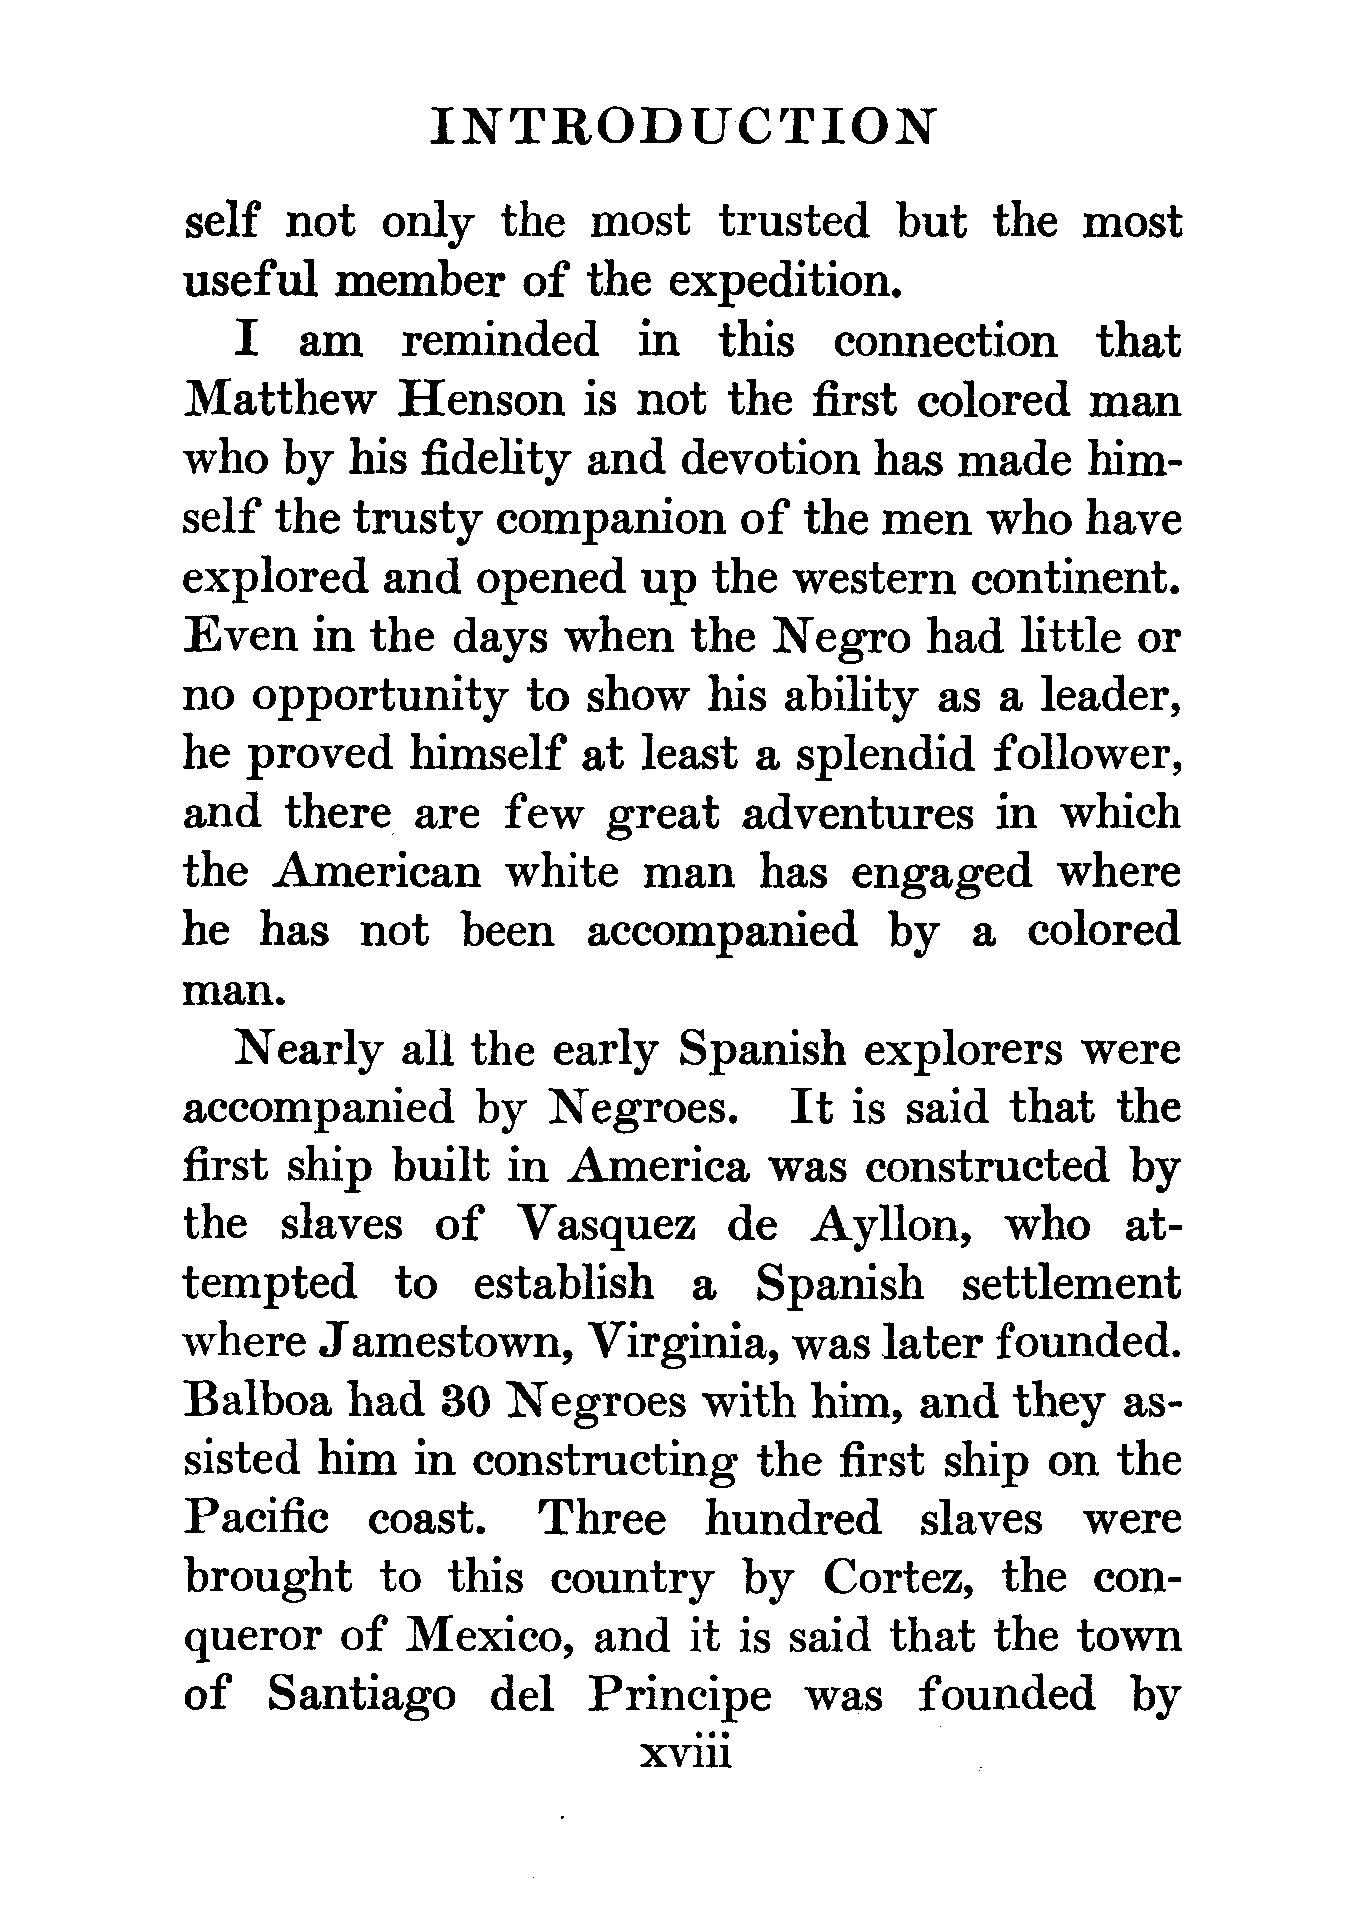 INTRODUCTION
self not only the most trusted but the most
useful member of the expedition.
I am reminded in this connection that
Matthew Henson is not the first colored man
who by his fidelity and devotion has made him-
self the trusty companion of the men who have
explored and opened up the western continent.
Even in the days when the Negro had little or
no opportunity to show his ability as a leader,
he proved himself at least a splendid follower,
and there are few great adventures in which
the American white man has engaged where
he has not been accompanied by a colored
man.
Nearly all the early Spanish explorers were
accompanied by Negroes. It is said that the
first ship built in America was constructed by
the slaves of Vasquez de Ayllon, who at-
tempted to establish a Spanish settlement
where Jamestown, Virginia, was later founded.
Balboa had 30 Negroes with him, and they as-
sisted him in constructing the first ship on the
Pacific coast. Three hundred slaves were
brought to this country by Cortez, the con-
queror of Mexico, and it is said that the town
of Santiago del Principe was founded by
xviii